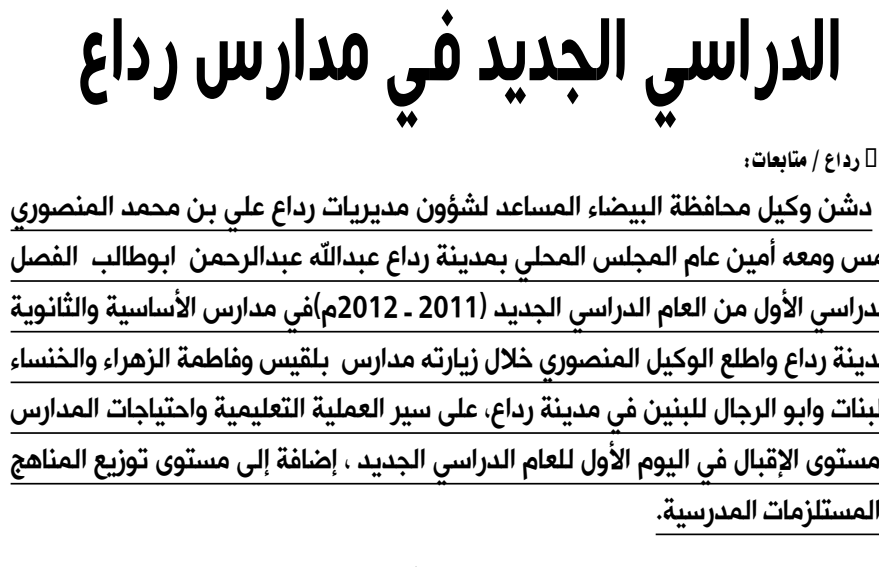 الدراسي الجديد في مدارس رداع
رداع / متابعات:
دشن وكيل محافظة البيضاء المساعد لشؤون مديريات رداع علي بن محمد المنصوري
مس ومعه أمين عام المجلس المحلي بمدينة رداع عبدالله عبدالرحمن ابوطالب الفصل
لدراسي الأول من العام الدراسي الجديد (2011 ـ 2012م)في مدارس الأساسية والثانوية
دينة رداع واطلع الوكيل المنصوري خلال زيارته مدارس بلقيس وفاطمة الزهراء والخنساء
لبنات وابو الرجال للبنين في مدينة رداع، على سير العملية التعليمية واحتياجات المدارس
مستوى الإقبال في اليوم الأول للعام الدراسي الجديد ، إضافة إلى مستوى توزيع المناهج
المستلزمات المدرسية.